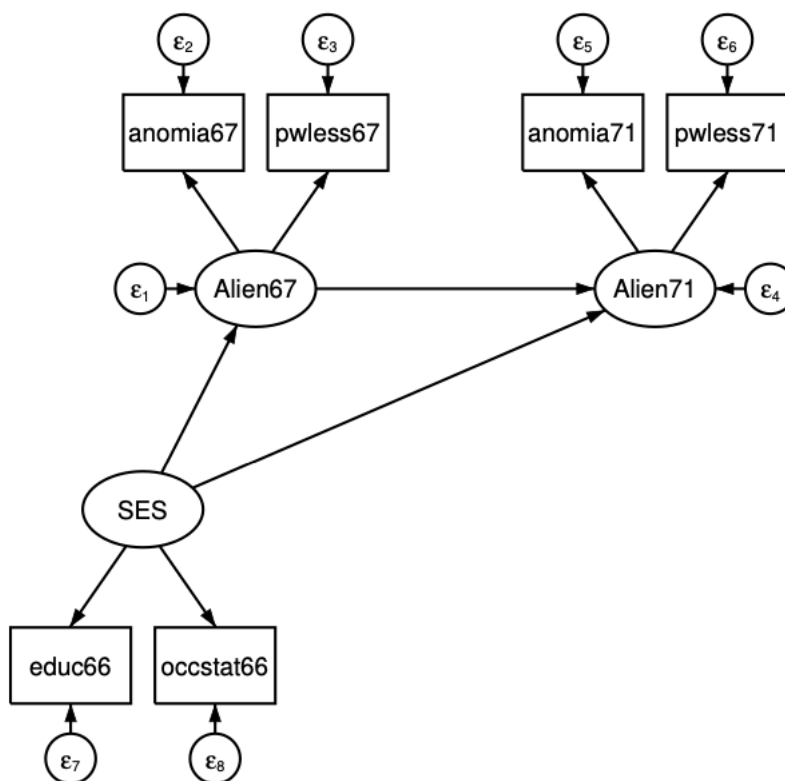 ε2 ε3 ε5 ε6
anomia67 pwless67 anomia71 pwless71
ε1 Alien67 Alien71 ε4
SES
educ66 occstat66
ε7 ε8